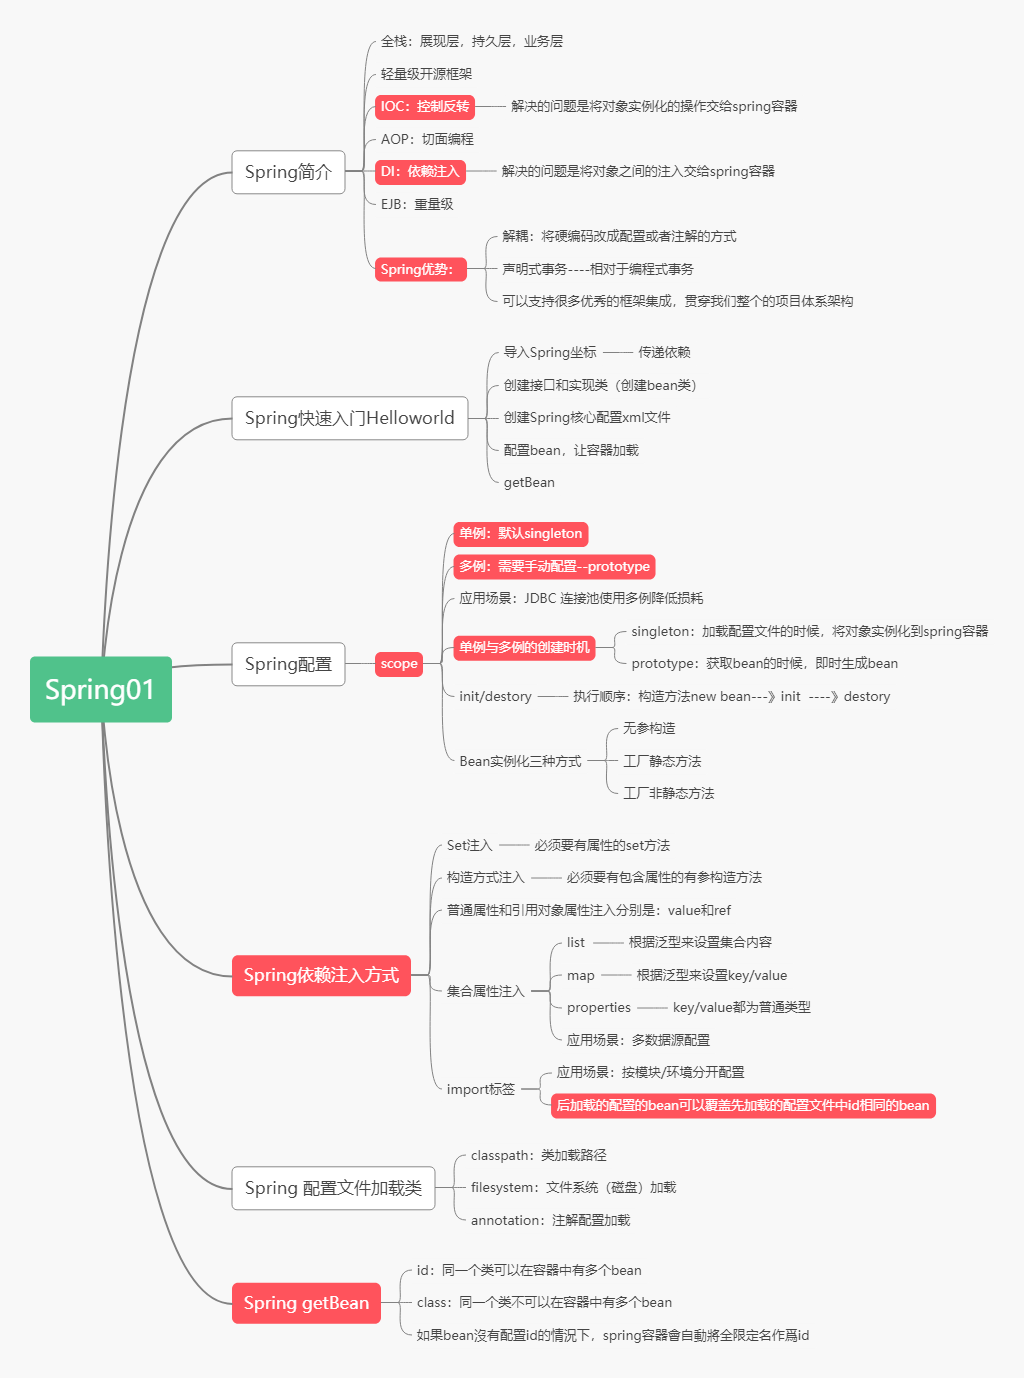 Spring01
Spring简介
全栈：展现层，持久层，业务层
轻量级开源框架
IOC：控制反转
解决的问题是将对象实例化的操作交给spring容器
AOP：切面编程
DI：依赖注入
解决的问题是将对象之间的注入交给spring容器
EJB：重量级
Spring优势：
解耦：将硬编码改成配置或者注解的方式
声明式事务----相对于编程式事务
可以支持很多优秀的框架集成，贯穿我们整个的项目体系架构
Spring快速入门Helloworld
导入Spring坐标
传递依赖
创建接口和实现类（创建bean类）
创建Spring核心配置xml文件
配置bean，让容器加载
getBean
Spring配置
scope
单例：默认singleton
多例：需要手动配置--prototype
应用场景：JDBC 连接池使用多例降低损耗
单例与多例的创建时机
singleton：加载配置文件的时候，将对象实例化到spring容器
prototype：获取bean的时候，即时生成bean
init/destory
执行顺序：构造方法new bean---》init  ----》destory
Bean实例化三种方式
无参构造
工厂静态方法
工厂非静态方法
Spring依赖注入方式
Set注入
必须要有属性的set方法
构造方式注入
必须要有包含属性的有参构造方法
普通属性和引用对象属性注入分别是：value和ref
集合属性注入
list
根据泛型来设置集合内容
map
根据泛型来设置key/value
properties
key/value都为普通类型
应用场景：多数据源配置
import标签
应用场景：按模块/环境分开配置
后加载的配置的bean可以覆盖先加载的配置文件中id相同的bean
Spring 配置文件加载类
classpath：类加载路径
filesystem：文件系统（磁盘）加载
annotation：注解配置加载
Spring getBean
id：同一个类可以在容器中有多个bean
class：同一个类不可以在容器中有多个bean
如果bean沒有配置id的情況下，spring容器會自動將全限定名作爲id